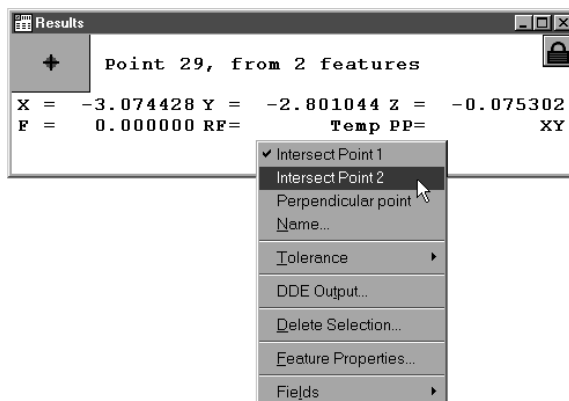 Results
Point 29, from 2 features
X = -3.074428 Y = -2.801044 Z = -0.075302
F = 0.000000 RF= Temp PP= XY
Intersect Point 1
Intersect Point 2
Perpendicular point
Name...
Tolerance
DDE Output...
Delete Selection...
Feature Properties...
Fields